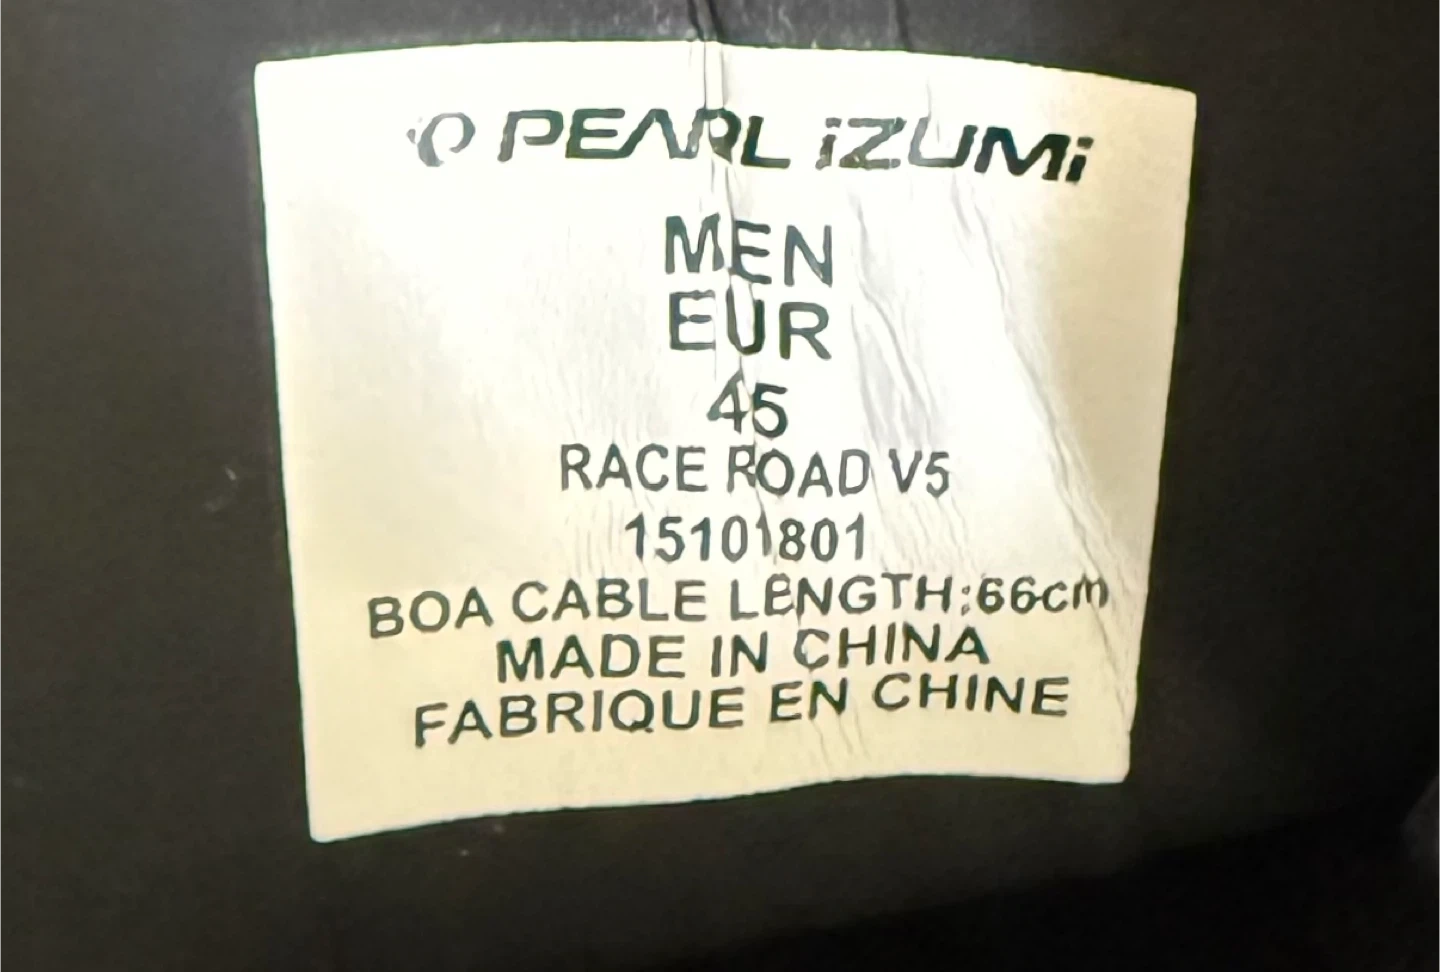 PEARL iZUMi
MEN
EUR
45
RACE ROAD V5
15101801
BOA CABLE LENGTH:66cm
MADE IN CHINA
FABRIQUE EN CHINE